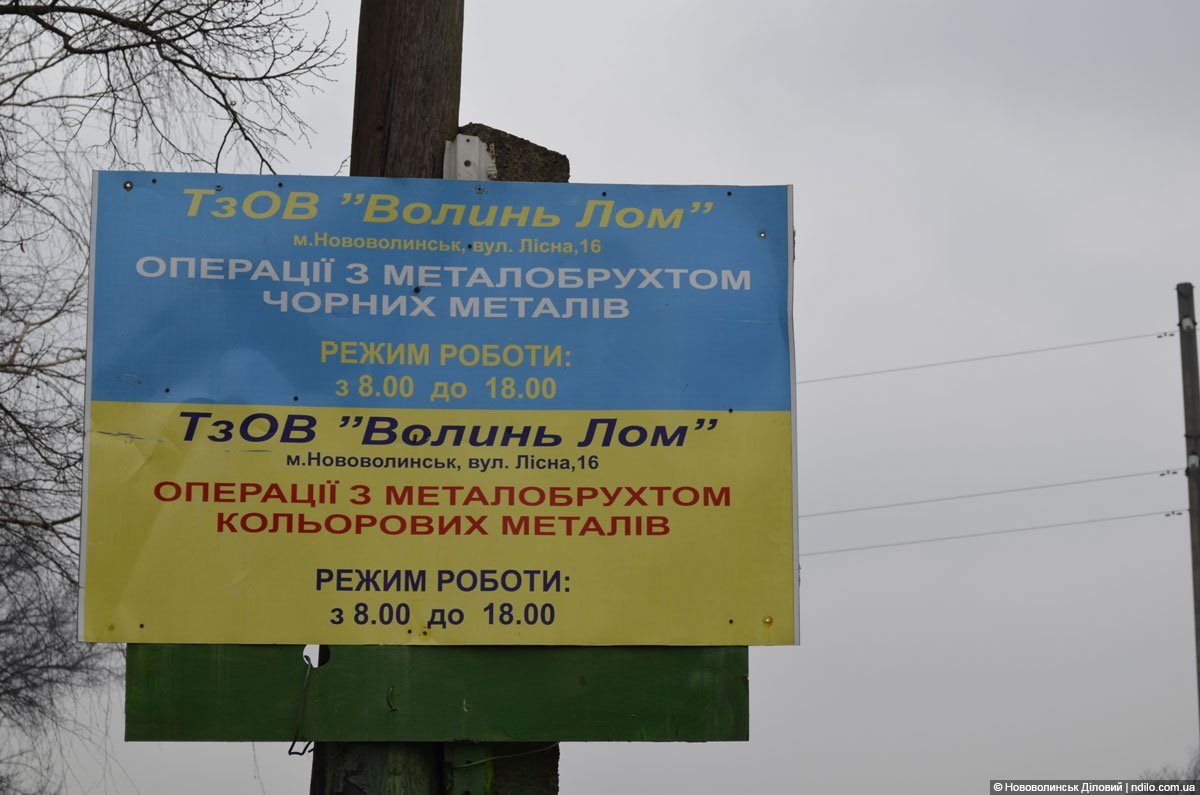 ТзОВ ”Волинь Лом”
м.Нововолинськ, вул. Лісна,16
ОПЕРАЦІЇ З МЕТАЛОБРУХТОМ
ЧОРНИХ МЕТАЛІВ
РЕЖИМ РОБОТИ:
з 8.00 до 18.00
ТзОВ ”Волинь Лом”
м.Нововолинськ, вул. Лісна,16
ОПЕРАЦІЇ З МЕТАЛОБРУХТОМ
КОЛЬОРОВИХ МЕТАЛІВ
РЕЖИМ РОБОТИ:
з 8.00 до 18.00
© Нововолинськ Діловий | ndilo.com.ua